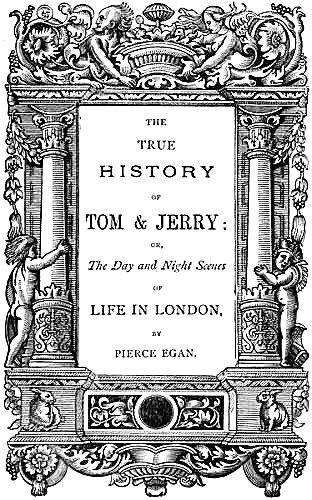 THE
TRUE
HISTORY
OF
TOM & JERRY:
OR,
The Day and Night Scenes
OF
LIFE IN LONDON,
BY
PIERCE EGAN.